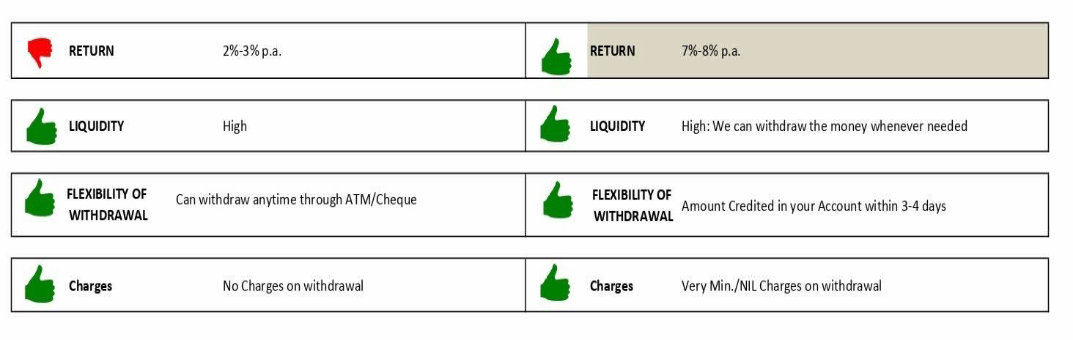 RETURN 2%-3% p.a. RETURN 7%-8% p.a.
LIQUIDITY High LIQUIDITY High: We can withdraw the money whenever needed
FLEXIBILITY OF WITHDRAWAL Can withdraw anytime through ATM/Cheque FLEXIBILITY OF WITHDRAWAL Amount Credited in your Account within 3-4 days
Charges No Charges on withdrawal Charges Very Min./NIL Charges on withdrawal